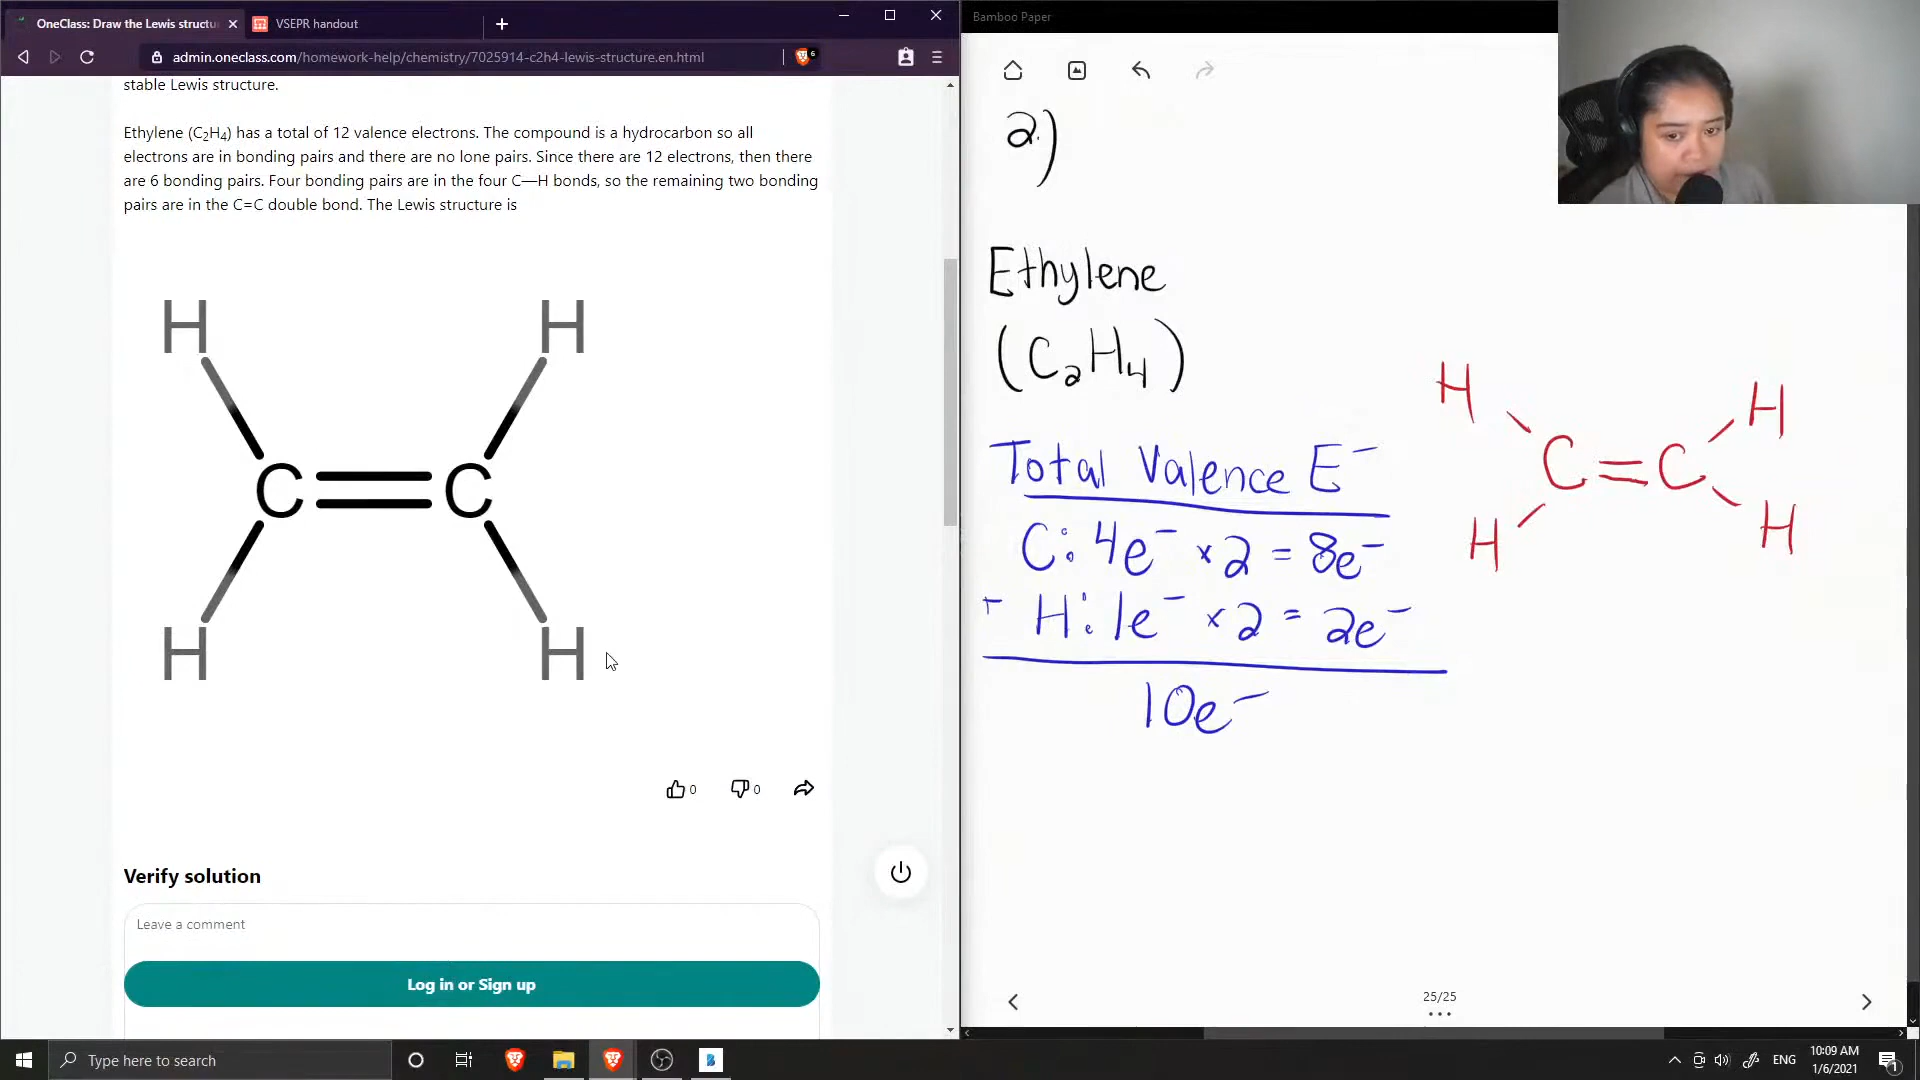 OneClass: Draw the Lewis structu
VSEPR handout
admin.oneclass.com/homework-help/chemistry/7025914-c2h4-lewis-structure.en.html
6
stable Lewis structure.
Ethylene (C₂H₄) has a total of 12 valence electrons. The compound is a hydrocarbon so all
electrons are in bonding pairs and there are no lone pairs. Since there are 12 electrons, then there
are 6 bonding pairs. Four bonding pairs are in the four C—H bonds, so the remaining two bonding
pairs are in the C=C double bond. The Lewis structure is
H H
C C
H H
0 0
Verify solution
Leave a comment
Log in or Sign up
Bamboo Paper
2.)
Ethylene
(C₂H₄)
Total Valence E⁻
C: 4e⁻ × 2 = 8e⁻
+ H: 1e⁻ × 2 = 2e⁻
10e⁻
H H
C = C
H H
25/25
Type here to search
B
ENG
10:09 AM
1/6/2021
1